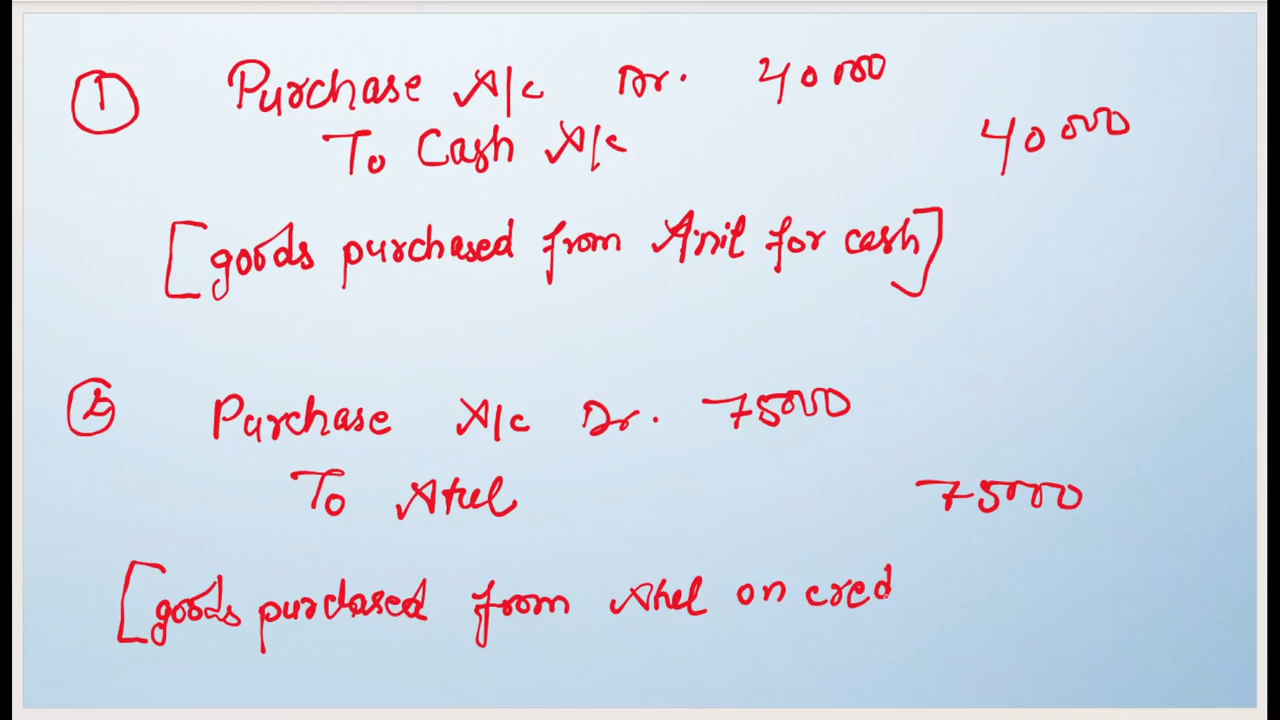 ① Purchase A/c Dr. 40000
To Cash A/c 40000
[goods purchased from Anil for cash]
② Purchase A/c Dr. 75000
To Atul 75000
[goods purchased from Atul on cred